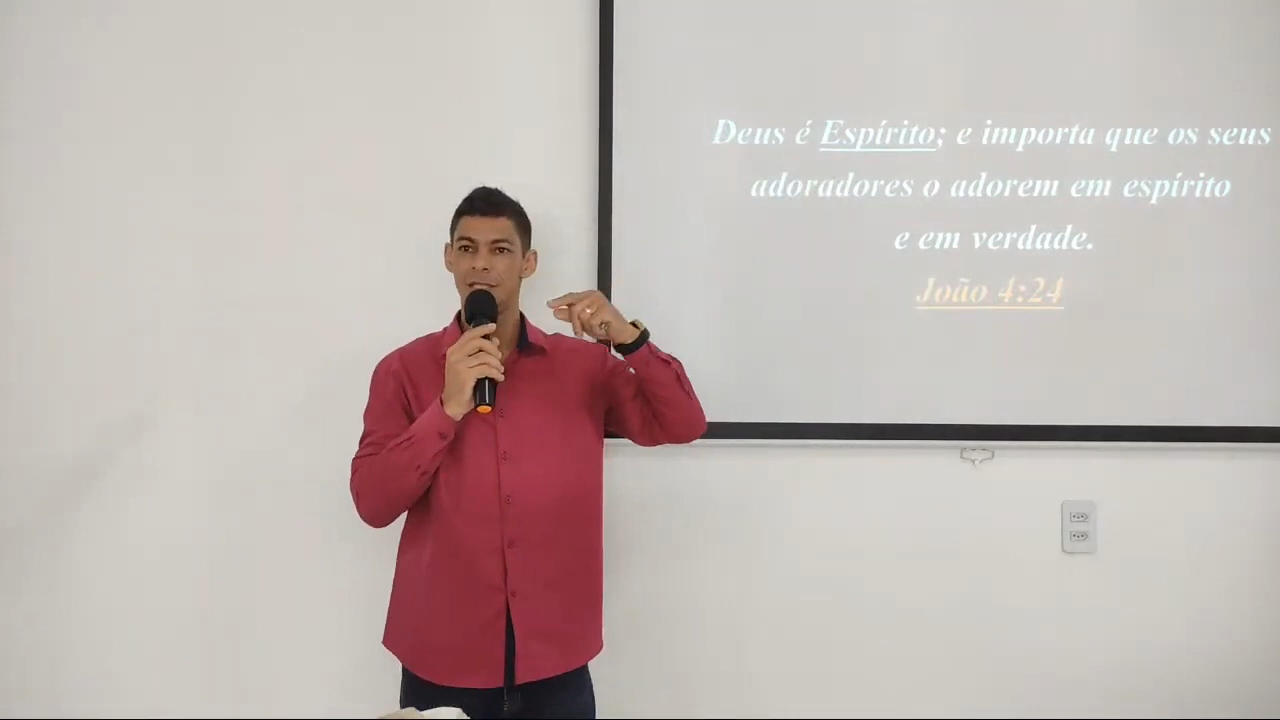 Deus é Espírito; e importa que os seus
adoradores o adorem em espírito
e em verdade.
João 4:24